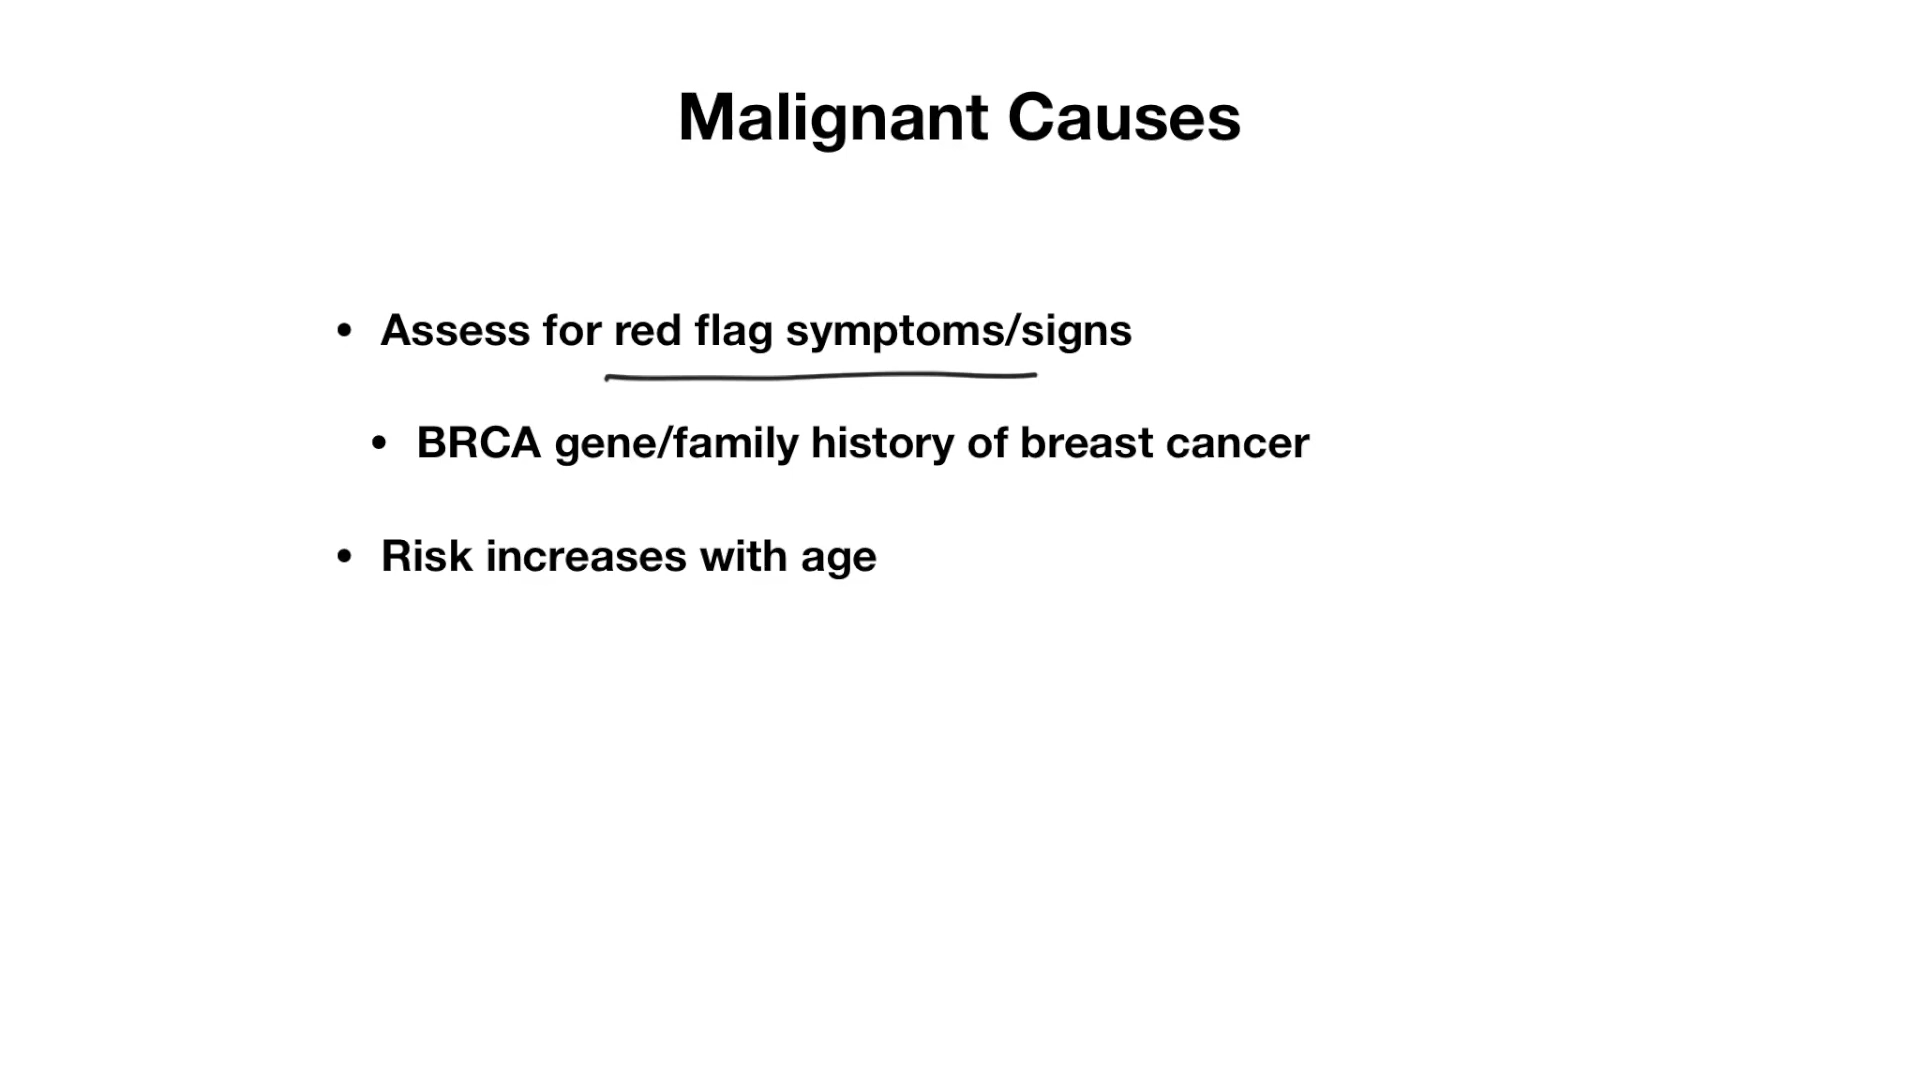 Malignant Causes
• Assess for red flag symptoms/signs
• BRCA gene/family history of breast cancer
• Risk increases with age